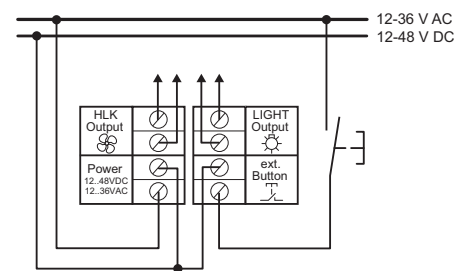 12-36 V AC
12-48 V DC
HLK
Output
LIGHT
Output
Power
12..48VDC
12..36VAC
ext.
Button